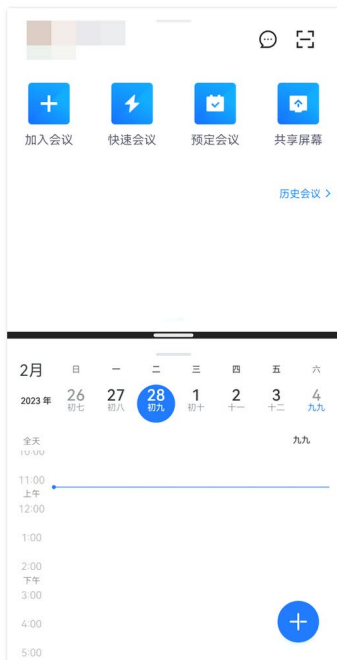 加入会议 快速会议 预定会议 共享屏幕
历史会议
2月 日 一 二 三 四 五 六
2023 年 26 27 28 1 2 3 4
初七 初八 初九 初十 十一 十二 九九
全天 九九
10:00
11:00
上午
12:00
1:00
2:00
下午
3:00
4:00
5:00